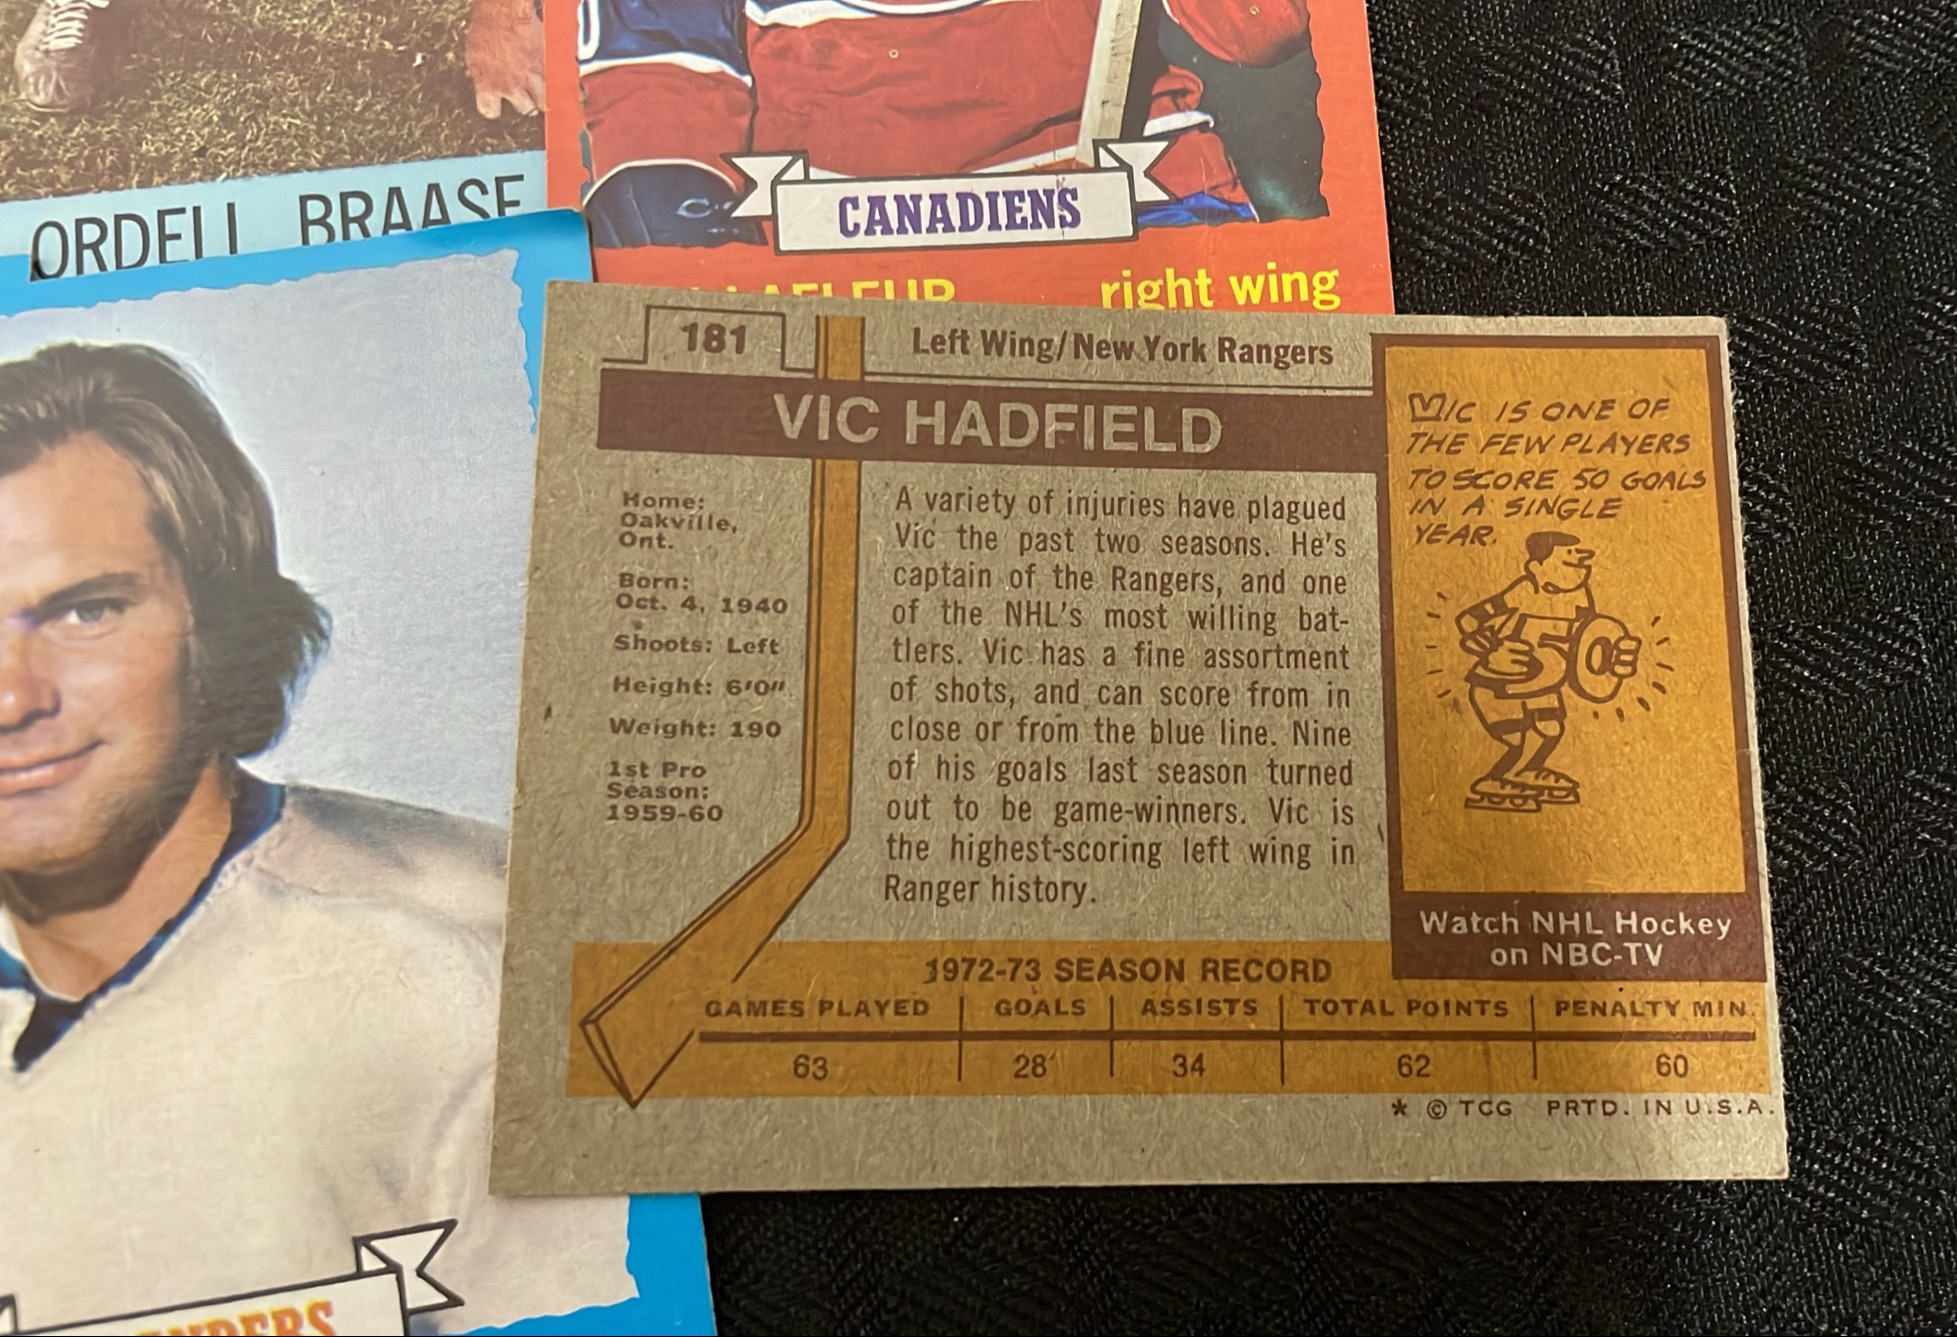 ORDELL BRAASE
CANADIENS
LAFLEUR right wing
181
Left Wing/New York Rangers
VIC HADFIELD
Home:
Oakville,
Ont.
Born:
Oct. 4, 1940
Shoots: Left
Height: 6'0"
Weight: 190
1st Pro
Season:
1959-60
A variety of injuries have plagued
Vic the past two seasons. He's
captain of the Rangers, and one
of the NHL's most willing bat-
tlers. Vic has a fine assortment
of shots, and can score from in
close or from the blue line. Nine
of his goals last season turned
out to be game-winners. Vic is
the highest-scoring left wing in
Ranger history.
VIC IS ONE OF
THE FEW PLAYERS
TO SCORE 50 GOALS
IN A SINGLE
YEAR.
Watch NHL Hockey
on NBC-TV
1972-73 SEASON RECORD
GAMES PLAYED GOALS ASSISTS TOTAL POINTS PENALTY MIN.
63 28 34 62 60
* © TCG PRTD. IN U.S.A.